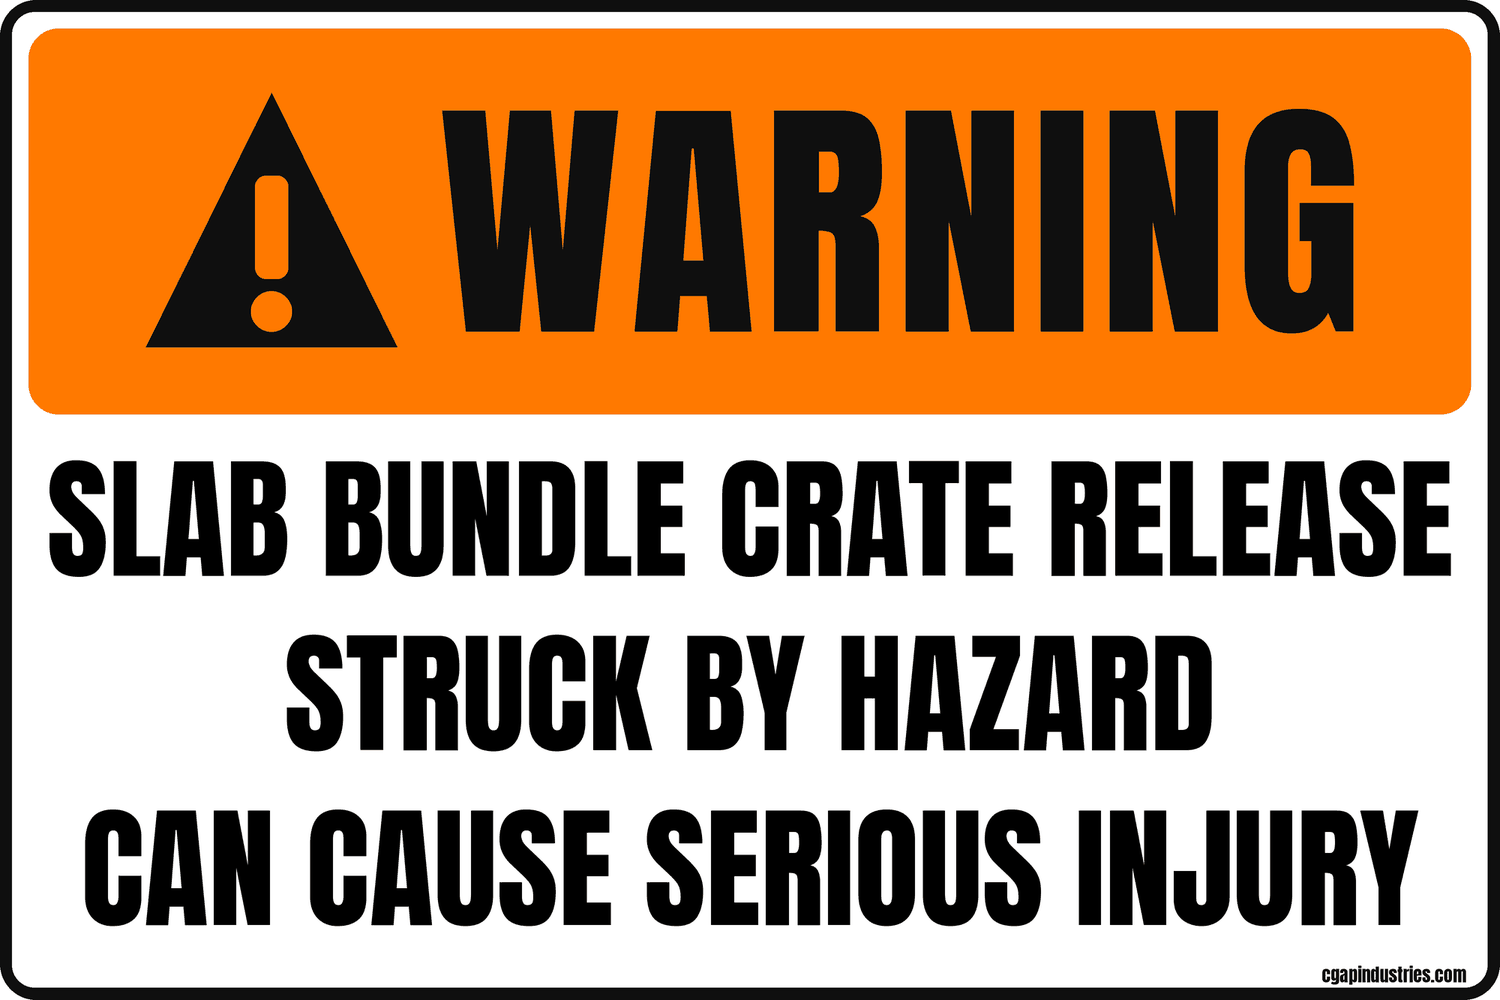 WARNING
SLAB BUNDLE CRATE RELEASE
STRUCK BY HAZARD
CAN CAUSE SERIOUS INJURY
cgapindustries.com